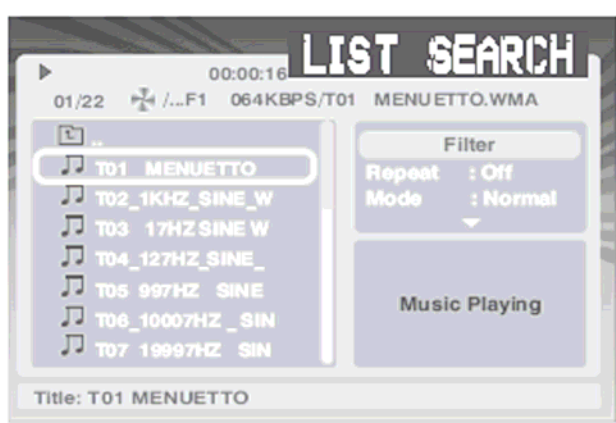 LIST SEARCH
00:00:16
01/22 /...F1 064KBPS/T01 MENUETTO.WMA
..
T01 MENUETTO
T02_1KHZ_SINE_W
T03 17HZ SINE W
T04_127HZ_SINE_
T05 997HZ SINE
T06_10007HZ _ SIN
T07 19997HZ SIN
Filter
Repeat : Off
Mode : Normal
Music Playing
Title: T01 MENUETTO